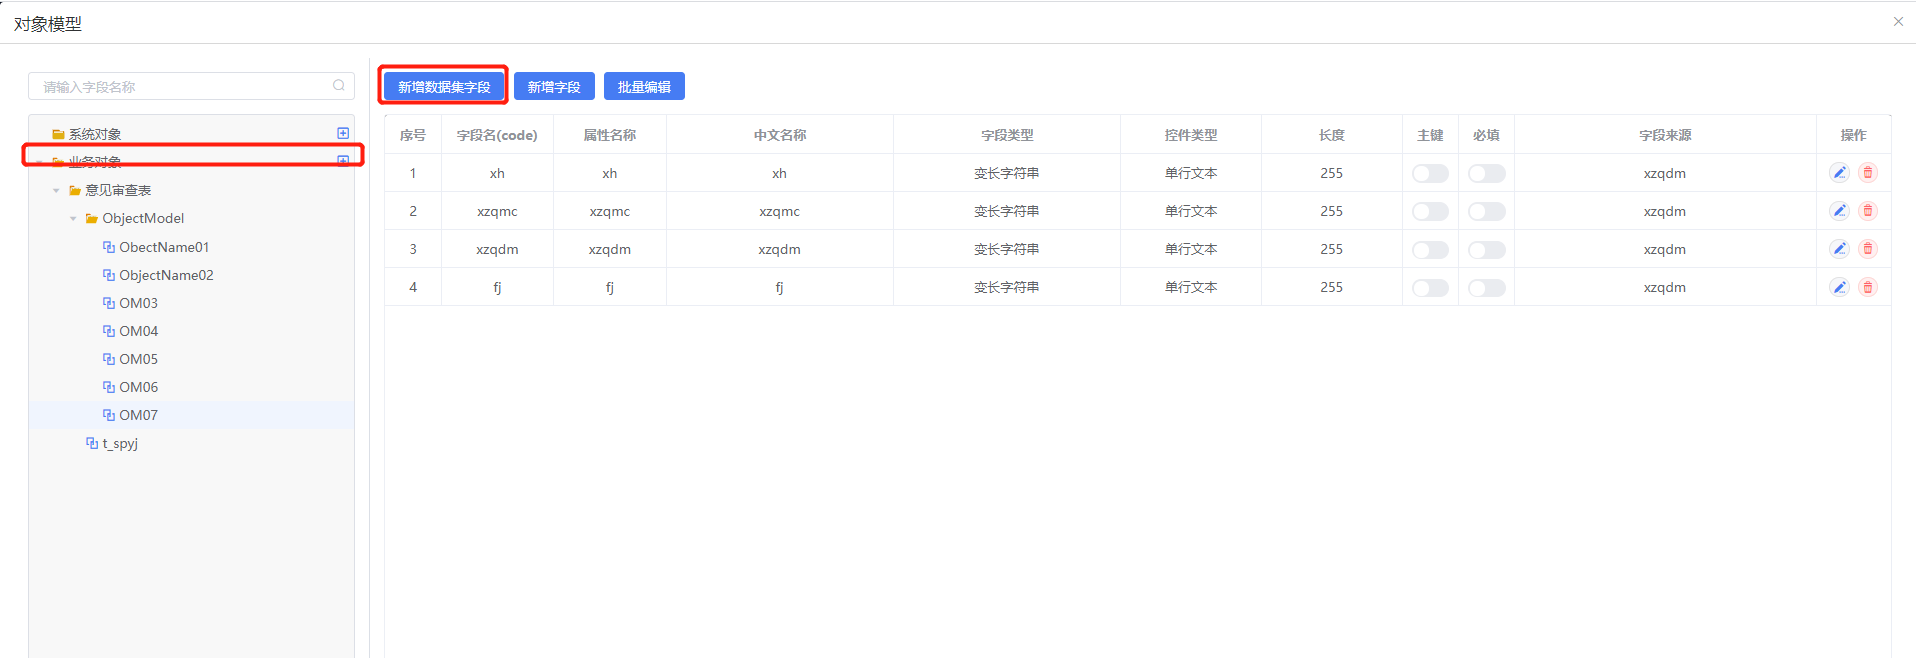 对象模型
请输入字段名称
新增数据集字段 新增字段 批量编辑
系统对象
业务对象
意见审查表
ObjectModel
ObectName01
ObjectName02
OM03
OM04
OM05
OM06
OM07
t_spyj
序号 字段名(code) 属性名称 中文名称 字段类型 控件类型 长度 主键 必填 字段来源 操作
1 xh xh xh 变长字符串 单行文本 255 xzqdm
2 xzqmc xzqmc xzqmc 变长字符串 单行文本 255 xzqdm
3 xzqdm xzqdm xzqdm 变长字符串 单行文本 255 xzqdm
4 fj fj fj 变长字符串 单行文本 255 xzqdm